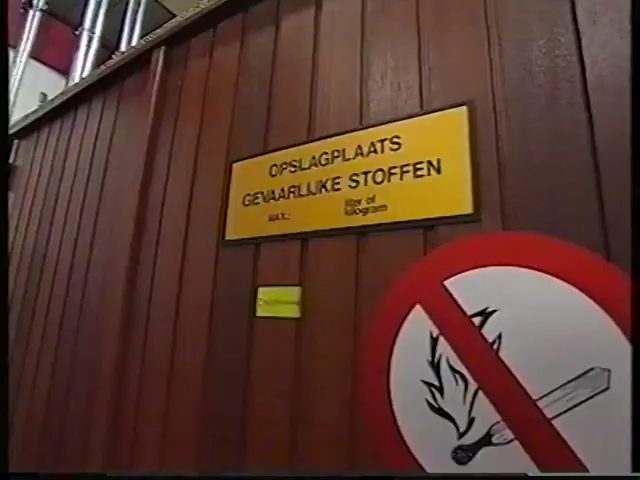 OPSLAGPLAATS
GEVAARLIJKE STOFFEN
MAX.: liter of
kilogram